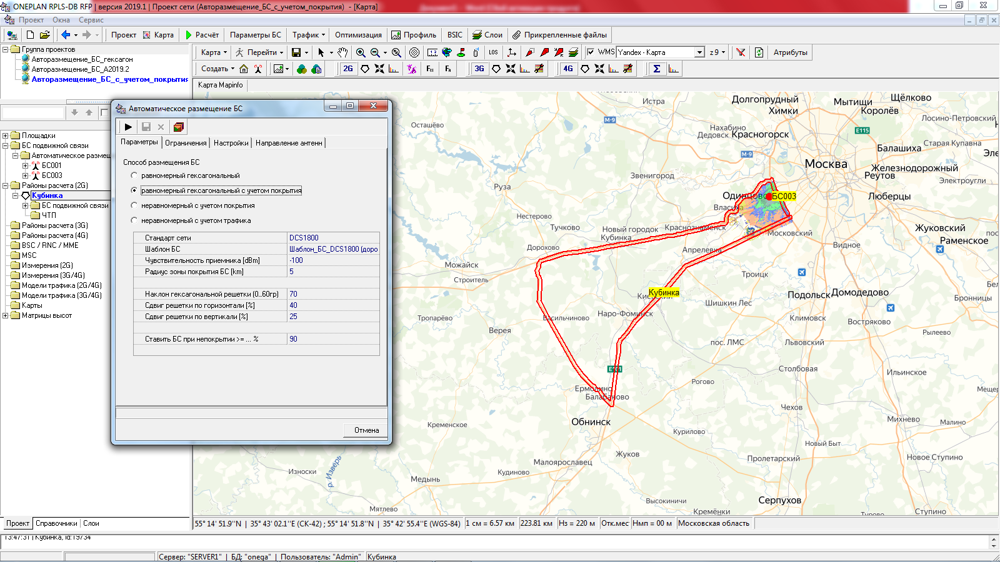 ONEPLAN RPLS-DB RFP | версия 2019.1 | Проект сети (Авторазмещение_БС_с_учетом_покрытия) - [Карта]
Проект Окна Сервис
Проект Карта Расчёт Параметры БС Трафик Оптимизация Профиль BSIC Слои Прикрепленные файлы
Карта Перейти LOS WMS Yandex - Карта z 9 Атрибуты
Создать 2G 3G 4G Σ
Карта Mapinfo
Группа проектов
Авторазмещение_БС_гексагон
Авторазмещение_БС_А2019.2
Авторазмещение_БС_с_учетом_покрытия
Площадки
БС подвижной связи
Автоматическое размещ
БС001
БС003
Районы расчета (2G)
Кубинка
БС подвижной связи
ЧТП
Районы расчета (3G)
Районы расчета (4G)
BSC / RNC / MME
MSC
Измерения (2G)
Измерения (3G/4G)
Модели трафика (2G/4G)
Модели трафика (3G/4G)
Карты
Матрицы высот
Проект Справочники Слои
Автоматическое размещение БС
Параметры Ограничения Настройки Направление антенн
Способ размещения БС
равномерный гексагональный
равномерный гексагональный с учетом покрытия
неравномерный с учетом покрытия
неравномерный с учетом трафика
Стандарт сети DCS1800
Шаблон БС Шаблон_БС_DCS1800 (доро
Чувствительность приемника [dBm] -100
Радиус зоны покрытия БС [km] 5
Наклон гексагональной решетки (0...60гр) 70
Сдвиг решетки по горизонтали [%] 40
Сдвиг решетки по вертикали [%] 25
Ставить БС при непокрытии >= ... % 90
Отмена
Истра
Долгопрудный
Химки
Мытищи
Королёв
Щёлково
Лосино-Петровский
М-9
Осташёво
Нахабино
Дедовск
Красногорск
E115
Старая Купавна
Балашиха
М-9
Москва
Железнодорожный
Реутов
Электроугли
Звенигород
Руза
Одинцово
БС003
Люберцы
Власиха
Нестерово
Тучково
Новый городок
Кубинка
Краснознаменск
Московский
Жуковский
Раменское
Видное
Дорохово
Апрелевка
Можайск
Строитель
Троицк
Кубинка
Подольск
Домодедово
Шишкин Лес
Бронницы
Наро-Фоминск
Тропарёво
Васильчиново
Верея
Климовск
Востряково
Рылеево
пос. ЛМС
Львовский
Столбовая
Ильинское
Рогово
Ермолино
Балабаново
Чехов
Обнинск
Михнево
Малино
Кременское
Курилово
Новый Быт
Жуков
Пролетарский
Новое Ступино
Малоярославец
Износки
Кудиново
р. Изверь
Медынь
Высокиничи
Серпухов
Мятлево
Кремёнки
Турово
Ступино
55° 14' 51.9''N | 35° 43' 02.1''E (СК-42) ; 55° 14' 51.8''N | 35° 42' 55.4''E (WGS-84) 1 см = 6.57 км 223.81 км Нз = 220 м Отк.мес Нмп = 00 м Московская область
13:47:31 | Кубинка, id:19734
Сервер: "SERVER1" | БД: "onega" | Пользователь: "Admin" Кубинка